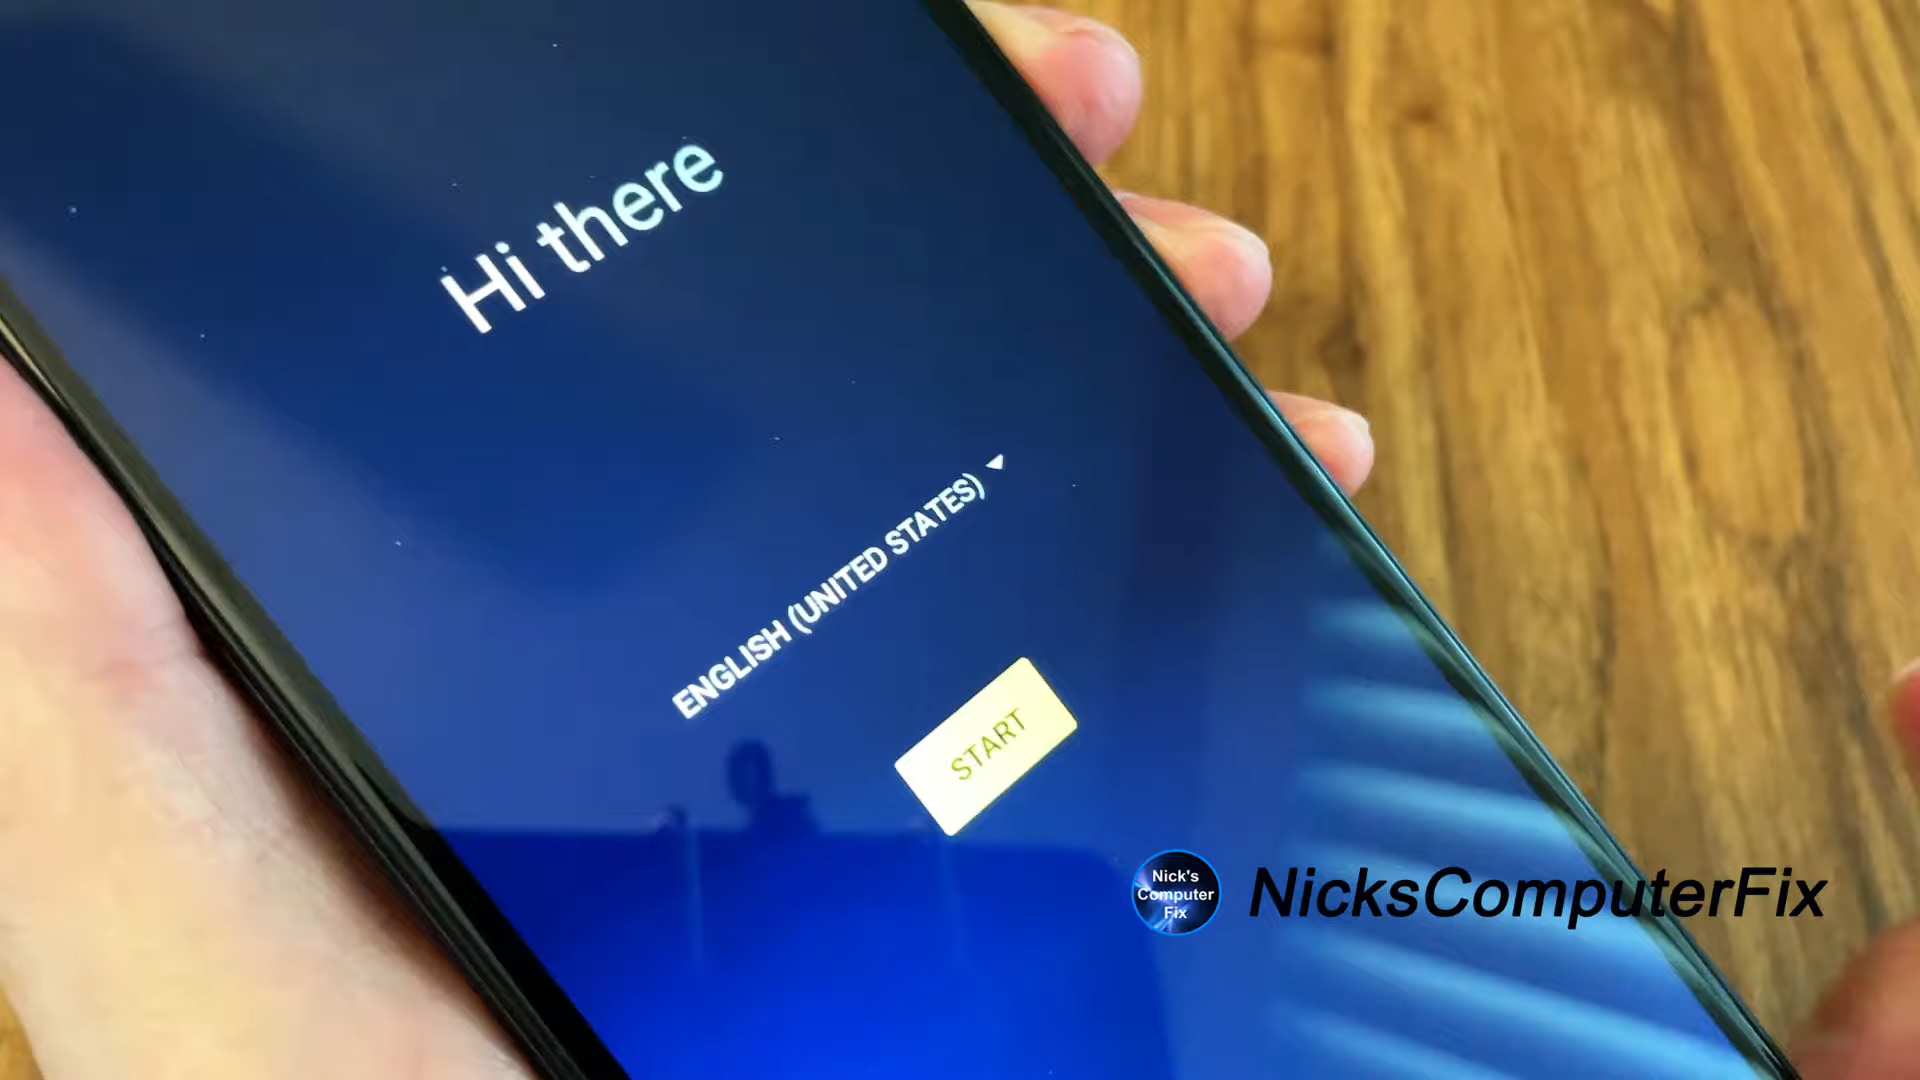 Hi there
ENGLISH (UNITED STATES)
START
Nick's
Computer
Fix
NicksComputerFix